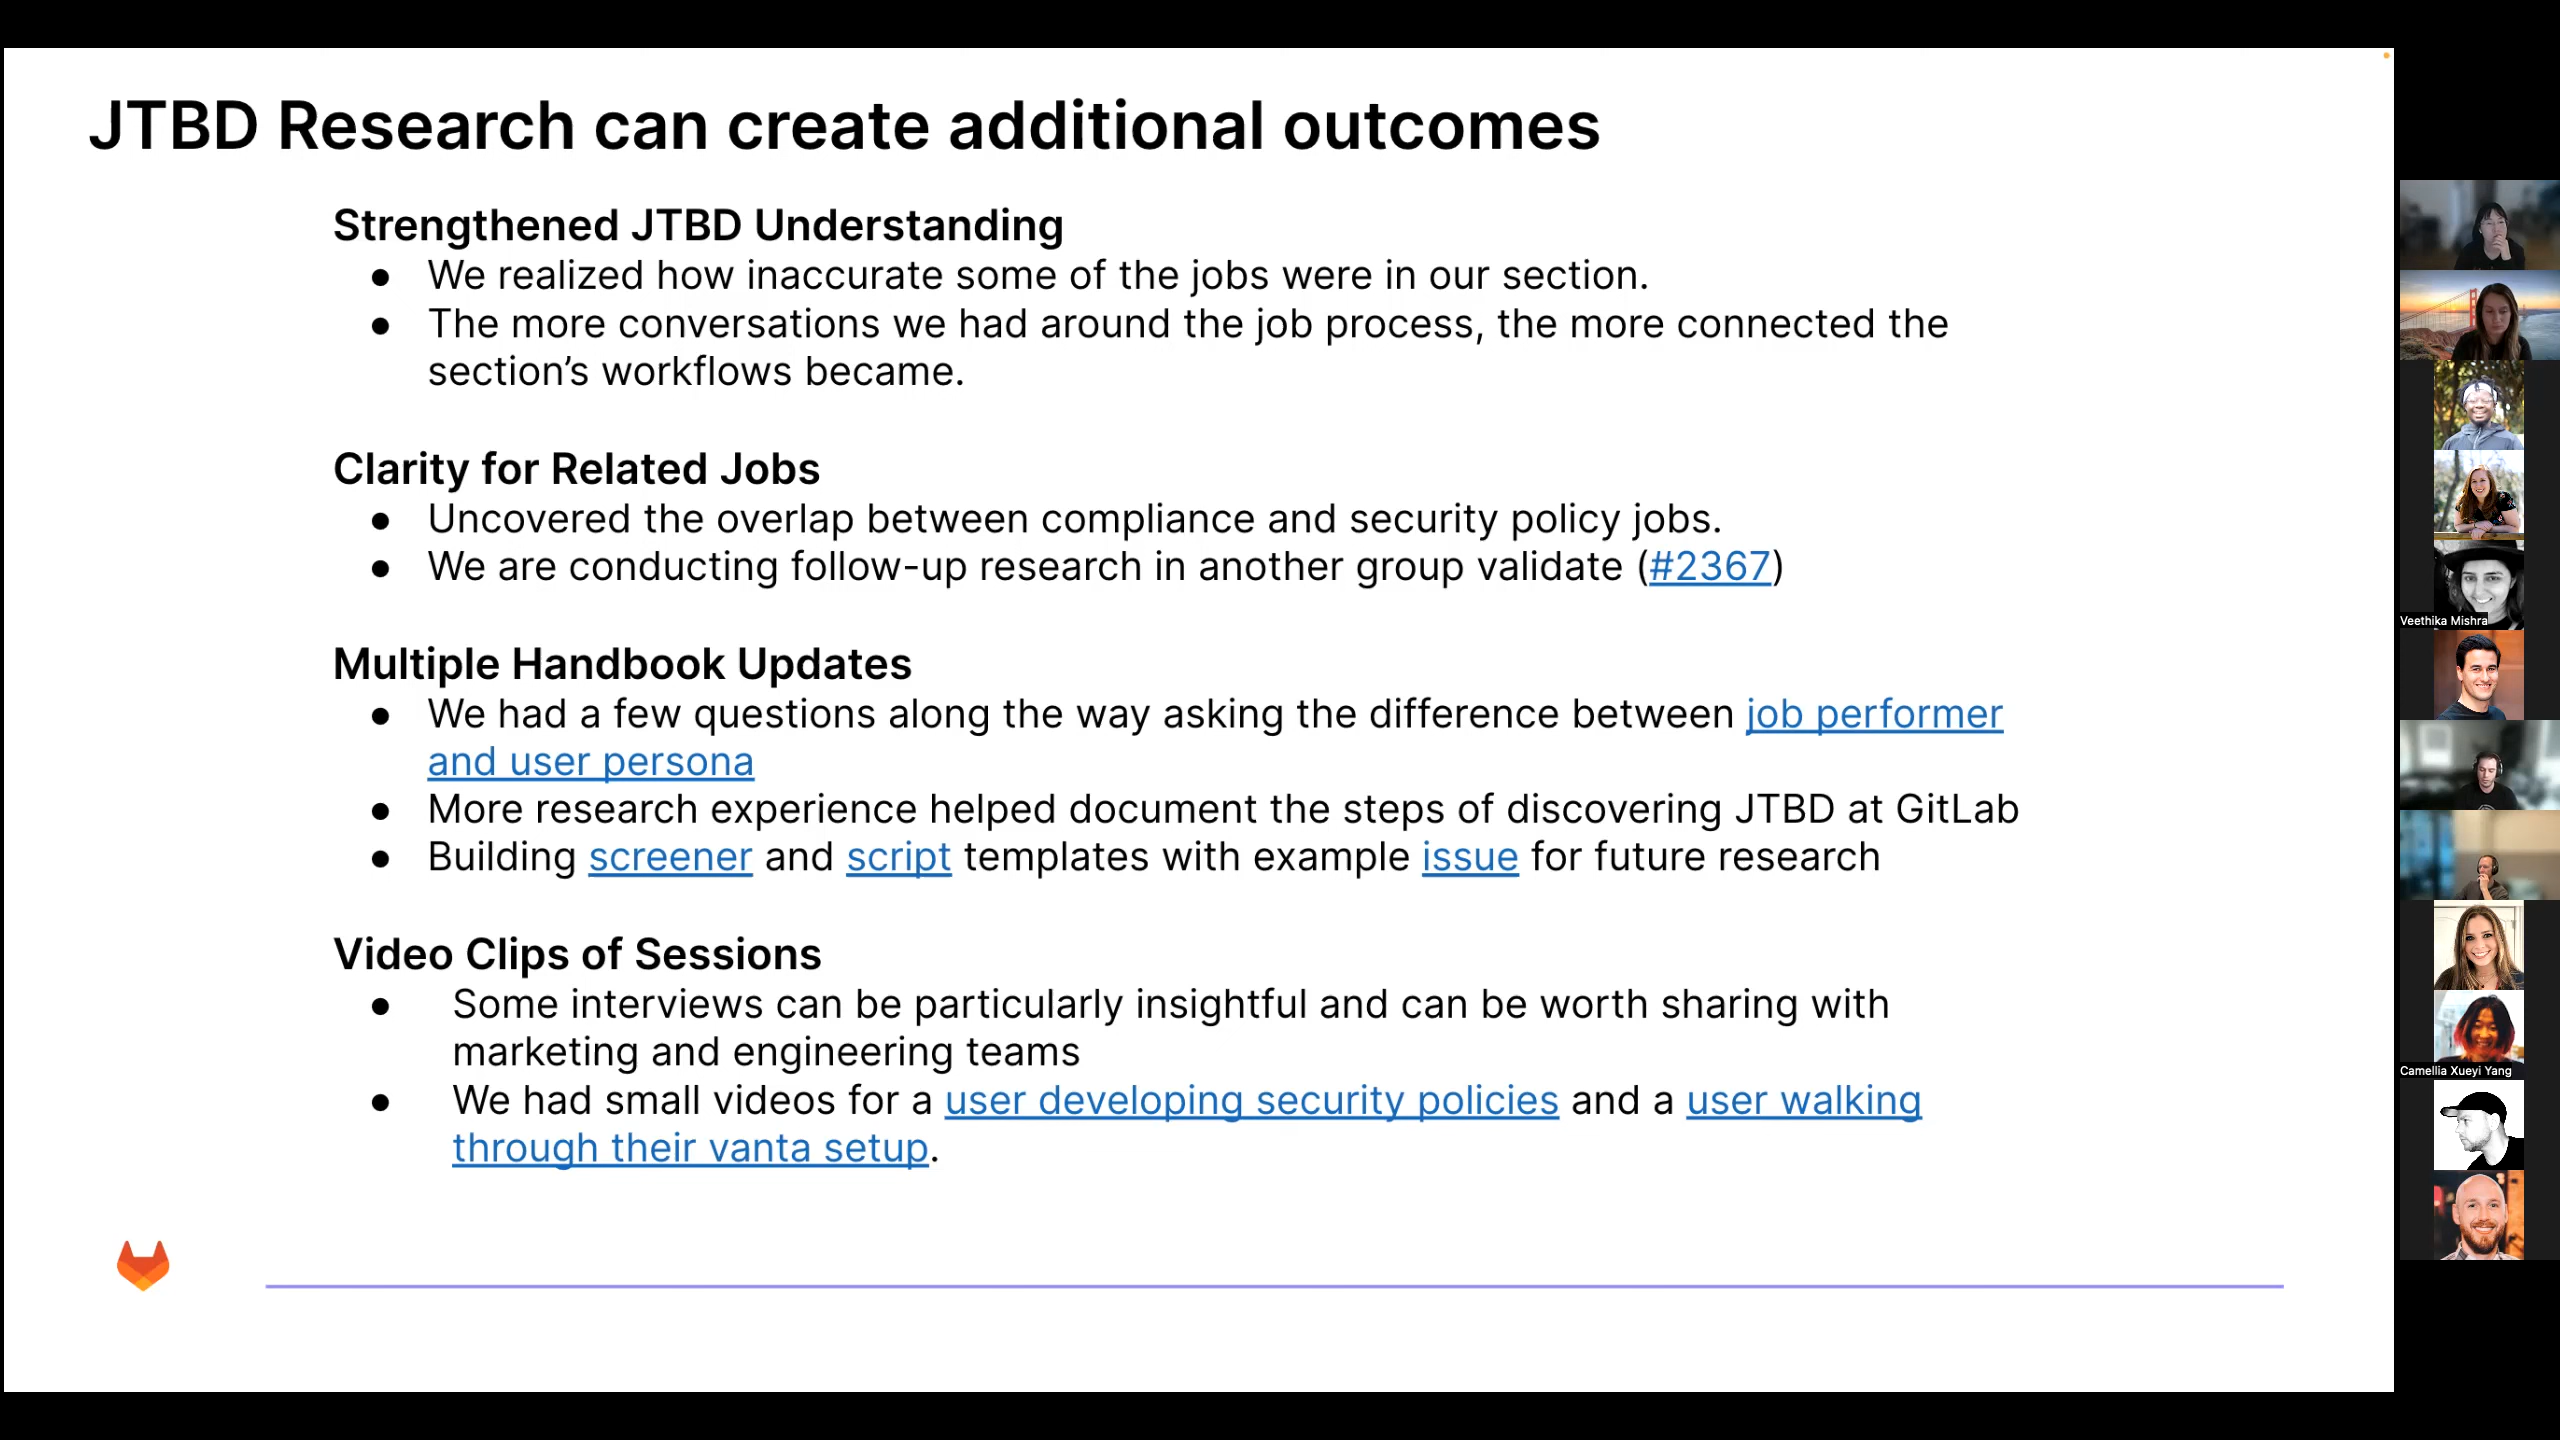 JTBD Research can create additional outcomes
Strengthened JTBD Understanding
● We realized how inaccurate some of the jobs were in our section.
● The more conversations we had around the job process, the more connected the
section’s workflows became.
Clarity for Related Jobs
● Uncovered the overlap between compliance and security policy jobs.
● We are conducting follow-up research in another group validate (#2367)
Multiple Handbook Updates
● We had a few questions along the way asking the difference between job performer
and user persona
● More research experience helped document the steps of discovering JTBD at GitLab
● Building screener and script templates with example issue for future research
Video Clips of Sessions
● Some interviews can be particularly insightful and can be worth sharing with
marketing and engineering teams
● We had small videos for a user developing security policies and a user walking
through their vanta setup.
Veethika Mishra
Camellia Xueyi Yang